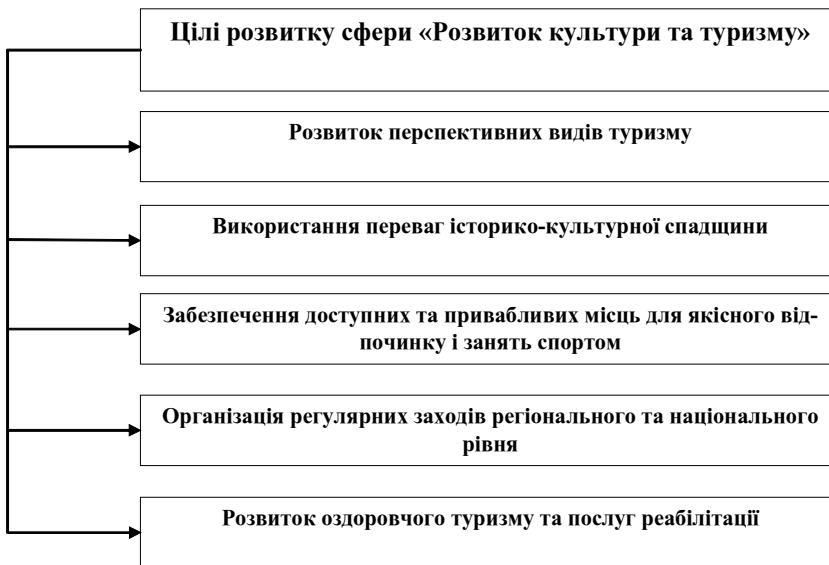 Цілі розвитку сфери «Розвиток культури та туризму»
Розвиток перспективних видів туризму
Використання переваг історико-культурної спадщини
Забезпечення доступних та привабливих місць для якісного від-
починку і занять спортом
Організація регулярних заходів регіонального та національного
рівня
Розвиток оздоровчого туризму та послуг реабілітації